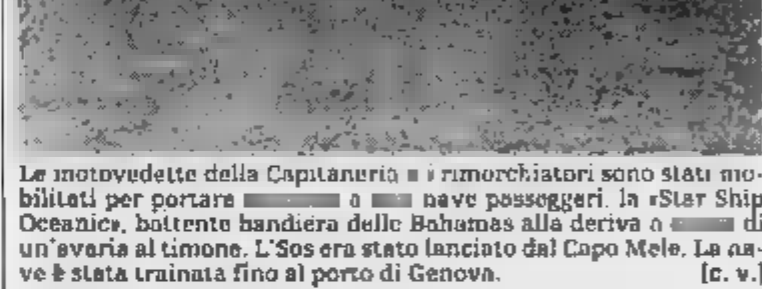 Le motovedette della Capitaneria e i rimorchiatori sono stati mo-
bilitati per portare a nave passeggeri, la «Star Ship
Oceanic», battente bandiera delle Bahamas alla deriva a di
un'avaria al timone. L'Sos era stato lanciato dal Capo Mele. La na-
ve è stata trainata fino al porto di Genova. [c. v.]